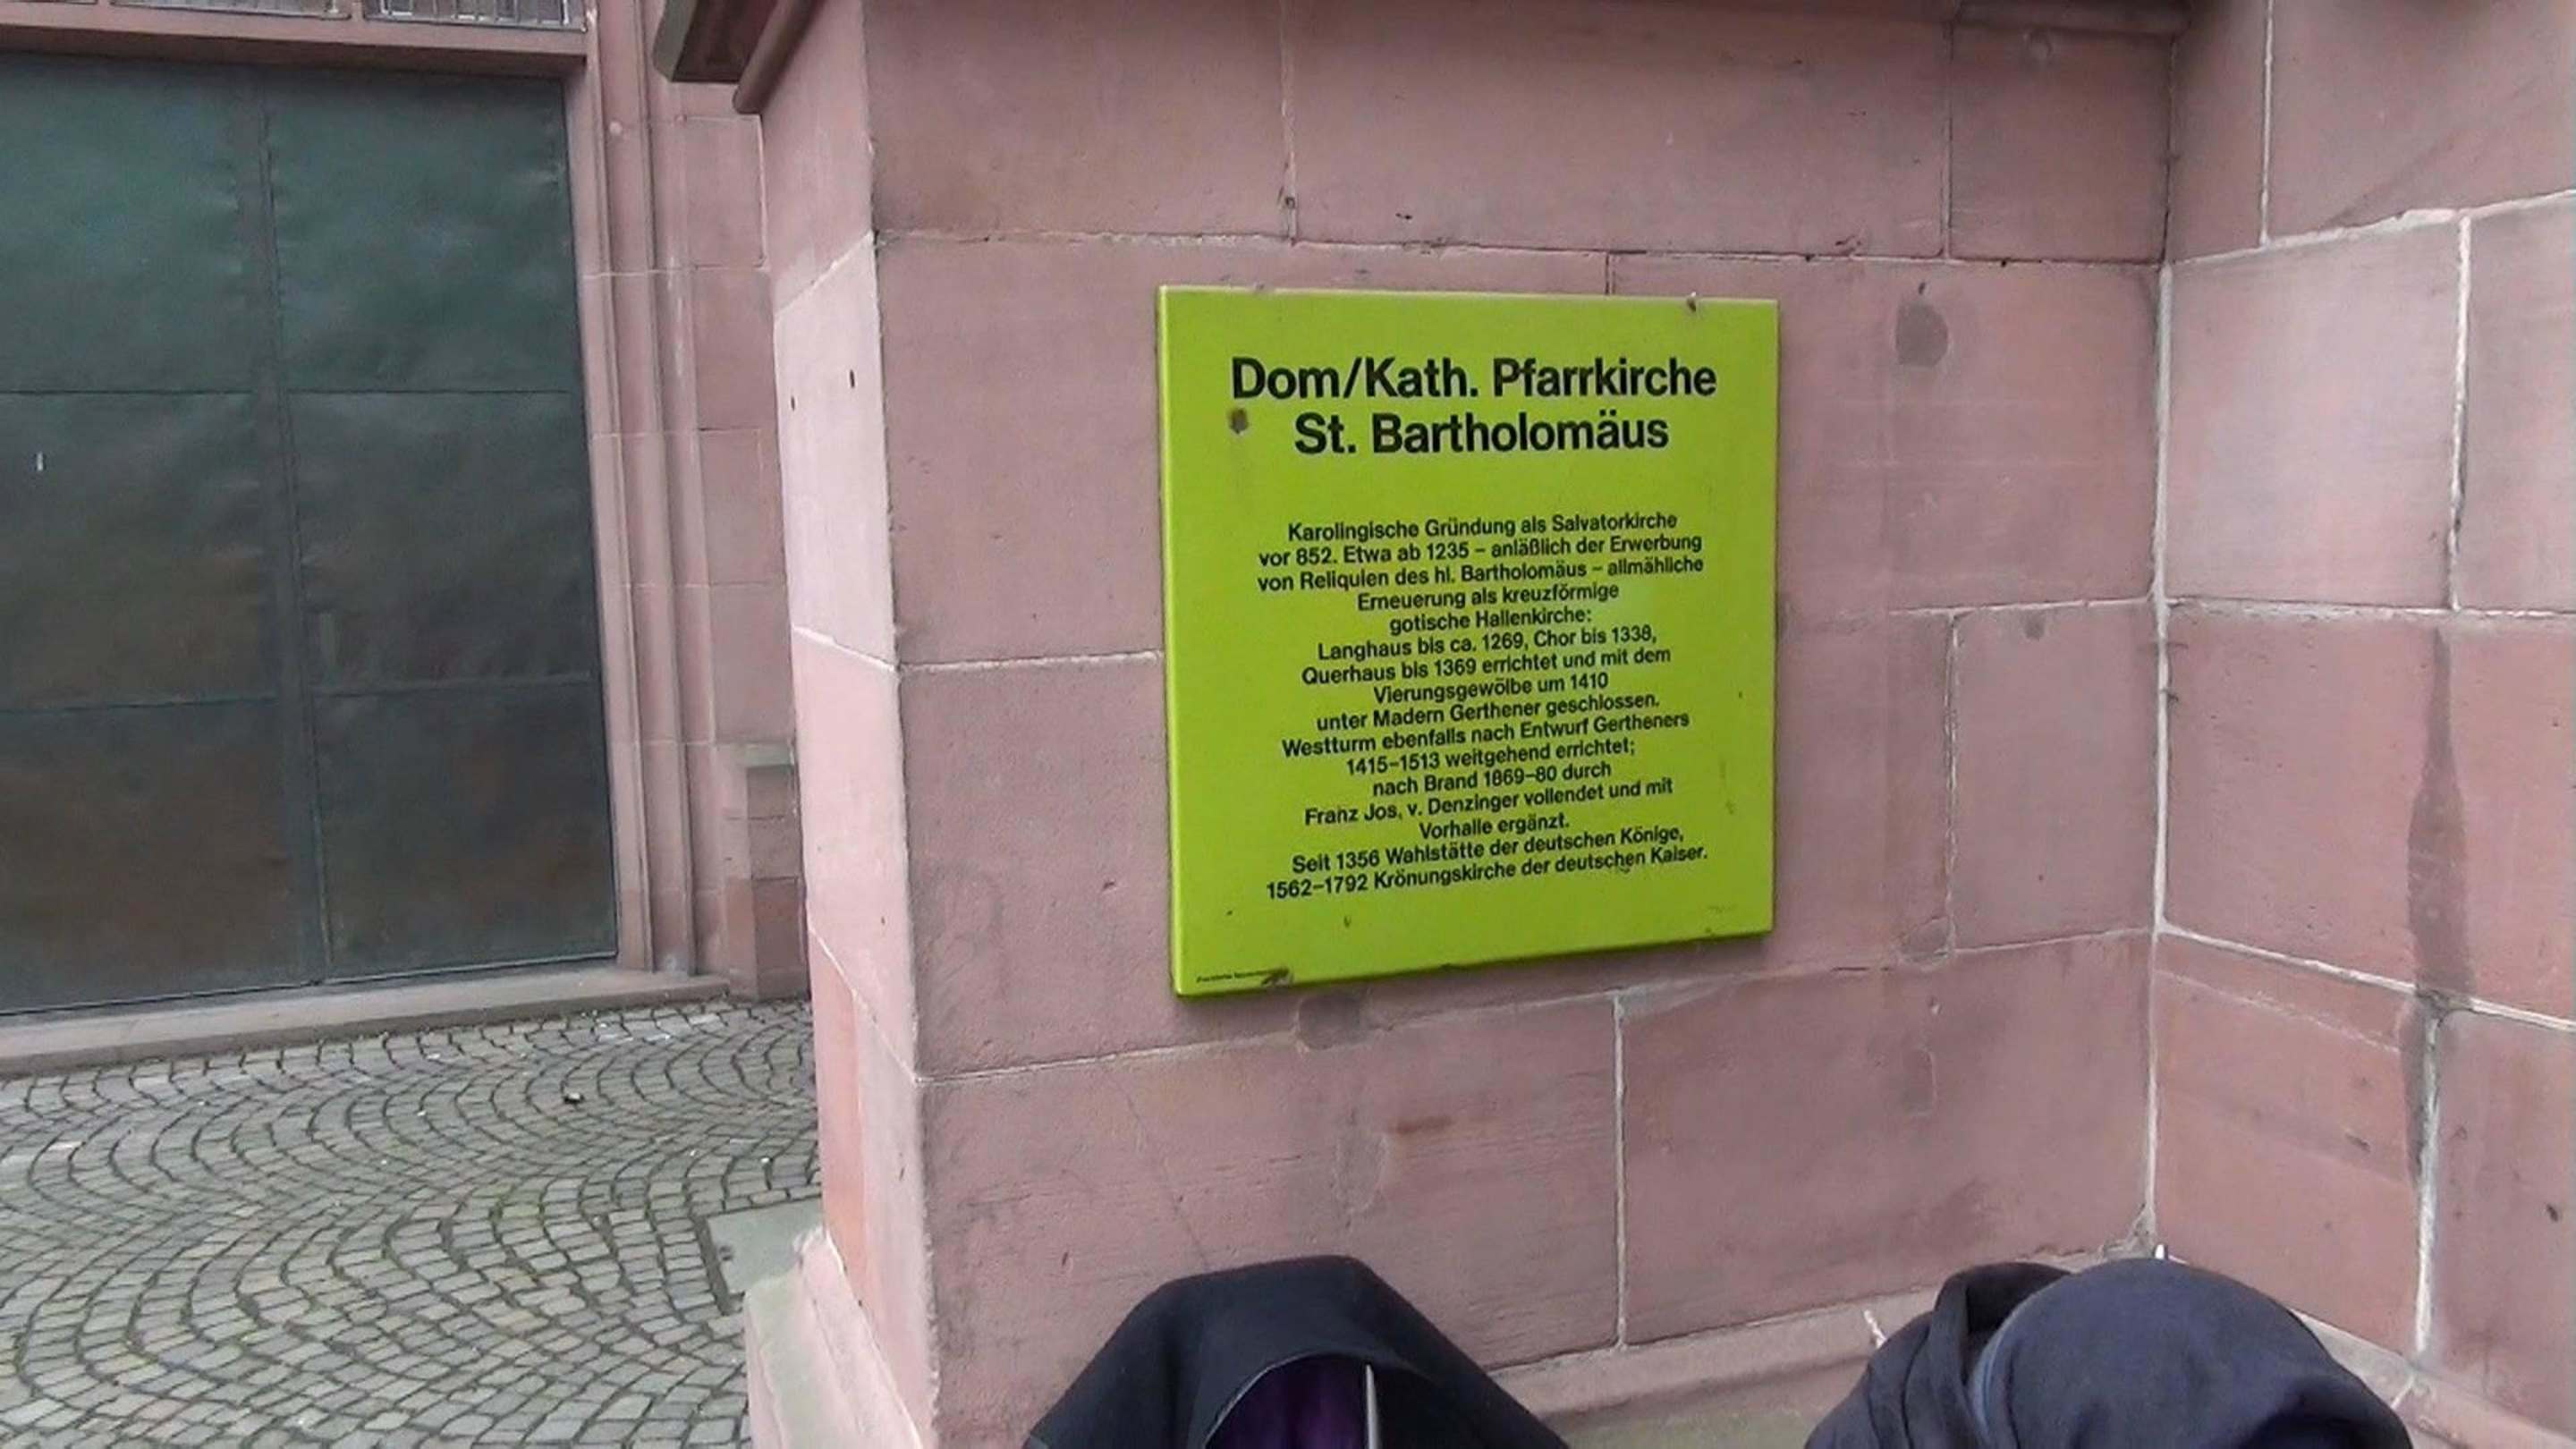 Dom/Kath. Pfarrkirche
St. Bartholomäus
Karolingische Gründung als Salvatorkirche
vor 852. Etwa ab 1235 – anläßlich der Erwerbung
von Reliquien des hl. Bartholomäus – allmähliche
Erneuerung als kreuzförmige
gotische Hallenkirche:
Langhaus bis ca. 1269, Chor bis 1338,
Querhaus bis 1369 errichtet und mit dem
Vierungsgewölbe um 1410
unter Madern Gerthener geschlossen.
Westturm ebenfalls nach Entwurf Gertheners
1415–1513 weitgehend errichtet;
nach Brand 1869–80 durch
Franz Jos. v. Denzinger vollendet und mit
Vorhalle ergänzt.
Seit 1356 Wahlstätte der deutschen Könige,
1562–1792 Krönungskirche der deutschen Kaiser.